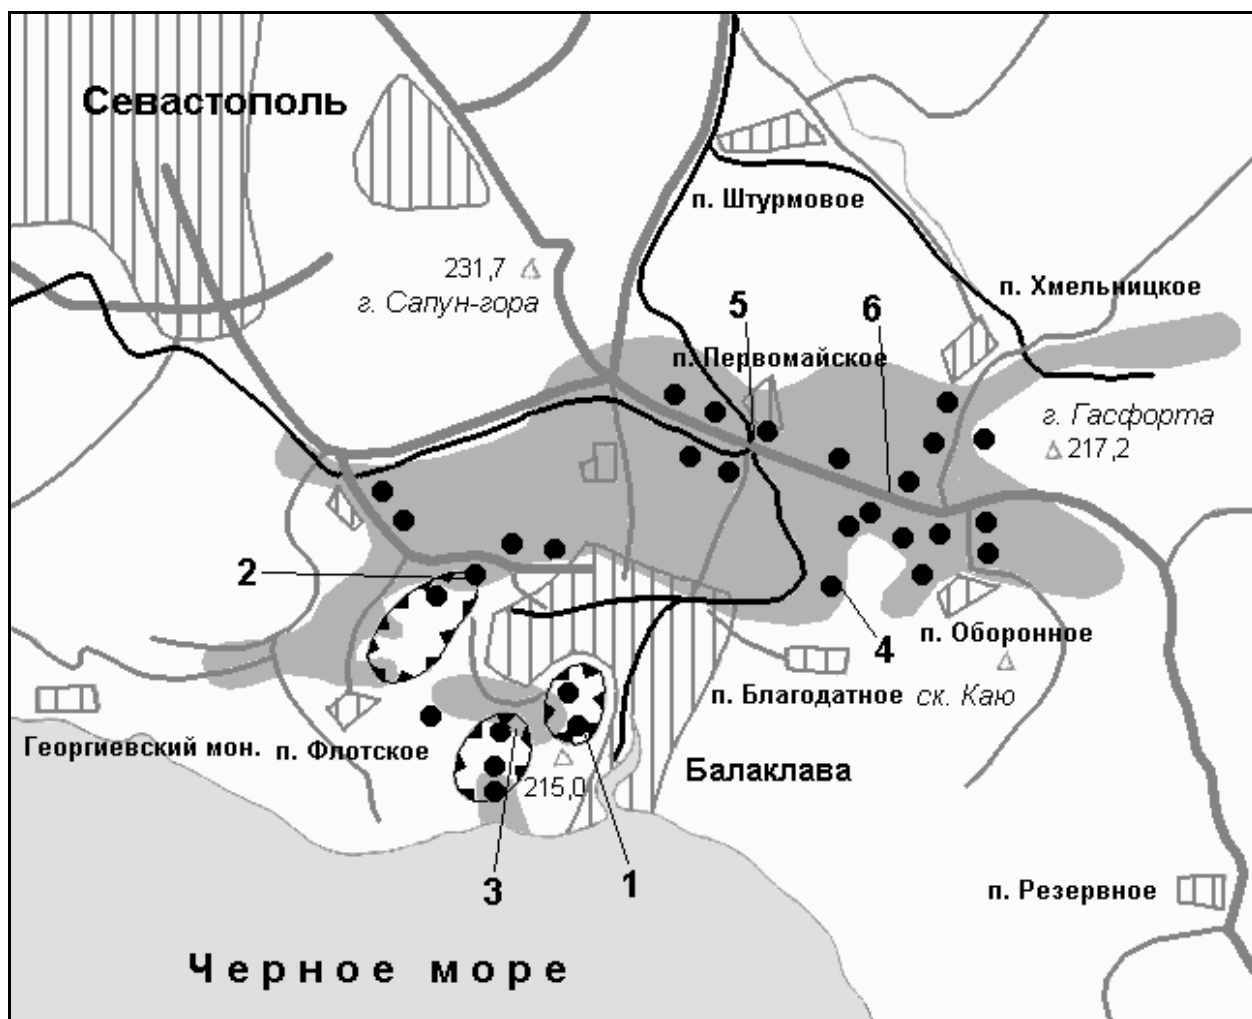 Севастополь
п. Штурмовое
231,7
г. Сапун-гора
п. Хмельницкое
5
6
п. Первомайское
г. Гасфорта
217,2
2
п. Оборонное
4
п. Благодатное
ск. Каю
Георгиевский мон.
п. Флотское
Балаклава
215,0
3
1
п. Резервное
Черное море